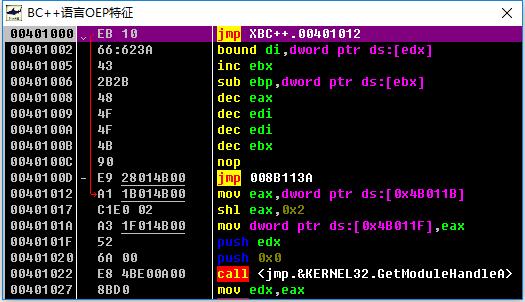 BC++语言OEP特征
00401000 EB 10 jmp XBC++.00401012
00401002 66:623A bound di,dword ptr ds:[edx]
00401005 43 inc ebx
00401006 2B2B sub ebp,dword ptr ds:[ebx]
00401008 48 dec eax
00401009 4F dec edi
0040100A 4F dec edi
0040100B 4B dec ebx
0040100C 90 nop
0040100D - E9 28014B00 jmp 008B113A
00401012 A1 1B014B00 mov eax,dword ptr ds:[0x4B011B]
00401017 C1E0 02 shl eax,0x2
0040101A A3 1F014B00 mov dword ptr ds:[0x4B011F],eax
0040101F 52 push edx
00401020 6A 00 push 0x0
00401022 E8 4BE00A00 call <jmp.&KERNEL32.GetModuleHandleA>
00401027 8BD0 mov edx,eax